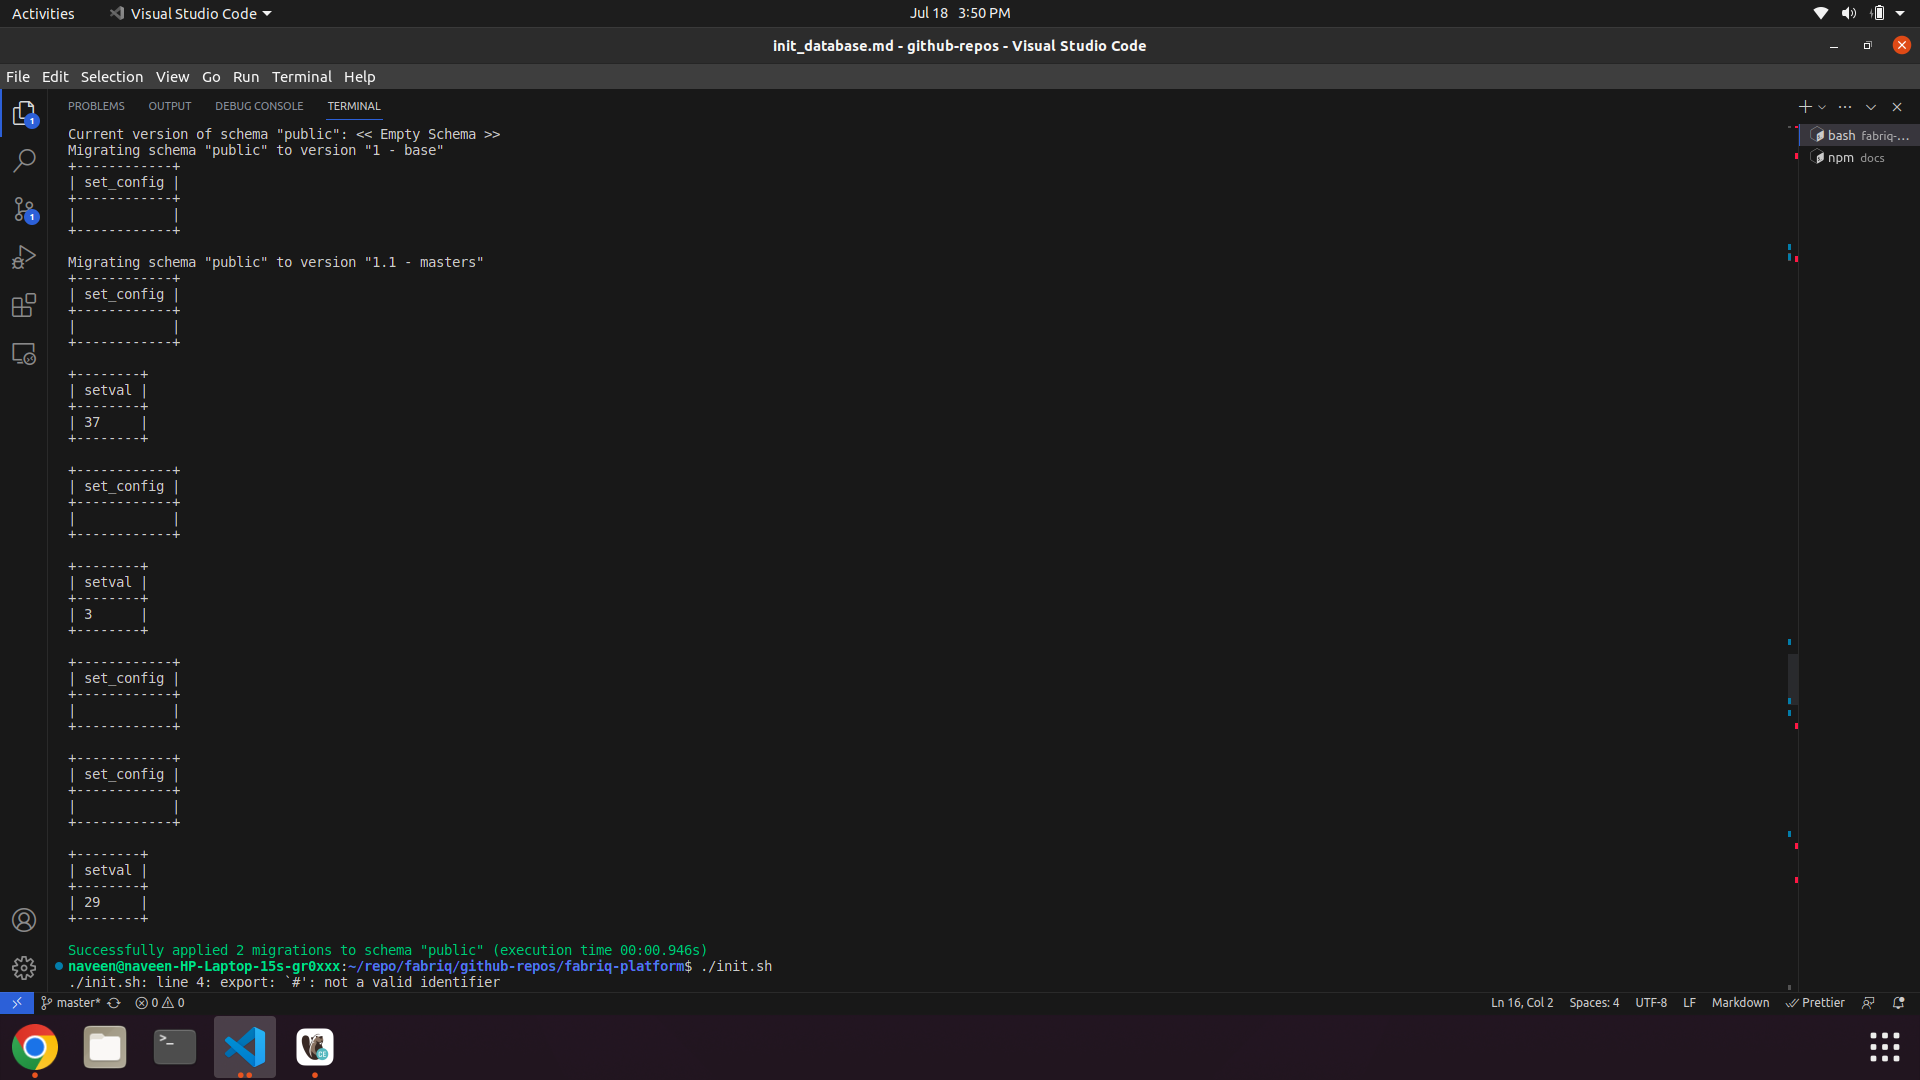 Activities Visual Studio Code Jul 18 3:50 PM
init_database.md - github-repos - Visual Studio Code
File Edit Selection View Go Run Terminal Help
PROBLEMS OUTPUT DEBUG CONSOLE TERMINAL
Current version of schema "public": << Empty Schema >>
Migrating schema "public" to version "1 - base"
+------------+
| set_config |
+------------+
|            |
+------------+
Migrating schema "public" to version "1.1 - masters"
+------------+
| set_config |
+------------+
|            |
+------------+
+--------+
| setval |
+--------+
| 37     |
+--------+
+------------+
| set_config |
+------------+
|            |
+------------+
+--------+
| setval |
+--------+
| 3      |
+--------+
+------------+
| set_config |
+------------+
|            |
+------------+
+------------+
| set_config |
+------------+
|            |
+------------+
+--------+
| setval |
+--------+
| 29     |
+--------+
Successfully applied 2 migrations to schema "public" (execution time 00:00.946s)
naveen@naveen-HP-Laptop-15s-gr0xxx:~/repo/fabriq/github-repos/fabriq-platform$ ./init.sh
./init.sh: line 4: export: `#': not a valid identifier
bash fabriq-...
npm docs
1
1
master* 0 0 Ln 16, Col 2 Spaces: 4 UTF-8 LF Markdown Prettier
>_
CE